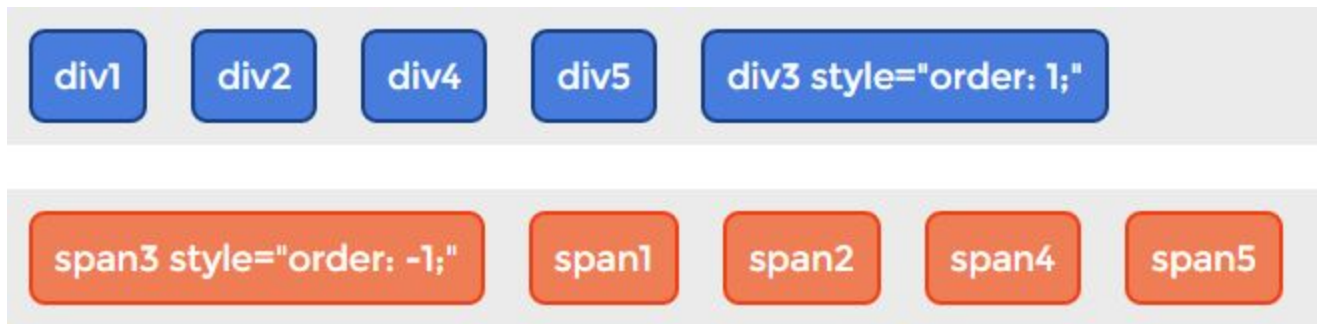 div1 div2 div4 div5 div3 style="order: 1;"
span3 style="order: -1;" span1 span2 span4 span5